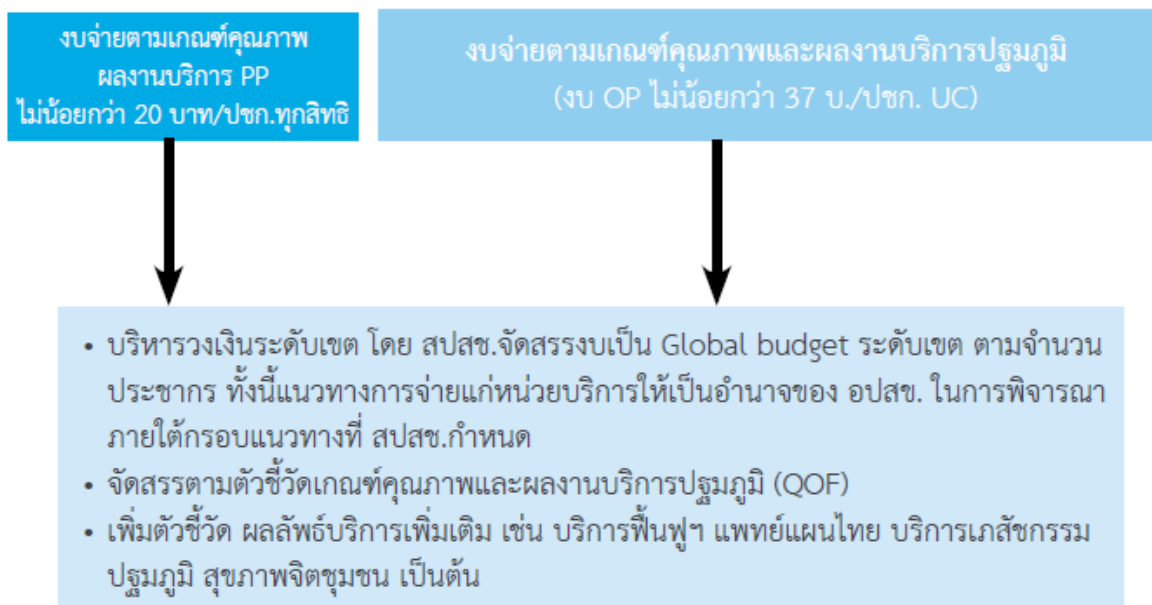 งบจ่ายตามเกณฑ์คุณภาพ
ผลงานบริการ PP
ไม่น้อยกว่า 20 บาท/ปชก.ทุกสิทธิ
งบจ่ายตามเกณฑ์คุณภาพและผลงานบริการปฐมภูมิ
(งบ OP ไม่น้อยกว่า 37 บ./ปชก. UC)
• บริหารวงเงินระดับเขต โดย สปสช.จัดสรรงบเป็น Global budget ระดับเขต ตามจำนวน
ประชากร ทั้งนี้แนวทางการจ่ายแก่หน่วยบริการให้เป็นอำนาจของ อปสข. ในการพิจารณา
ภายใต้กรอบแนวทางที่ สปสช.กำหนด
• จัดสรรตามตัวชี้วัดเกณฑ์คุณภาพและผลงานบริการปฐมภูมิ (QOF)
• เพิ่มตัวชี้วัด ผลลัพธ์บริการเพิ่มเติม เช่น บริการฟื้นฟูฯ แพทย์แผนไทย บริการเภสัชกรรม
ปฐมภูมิ สุขภาพจิตชุมชน เป็นต้น